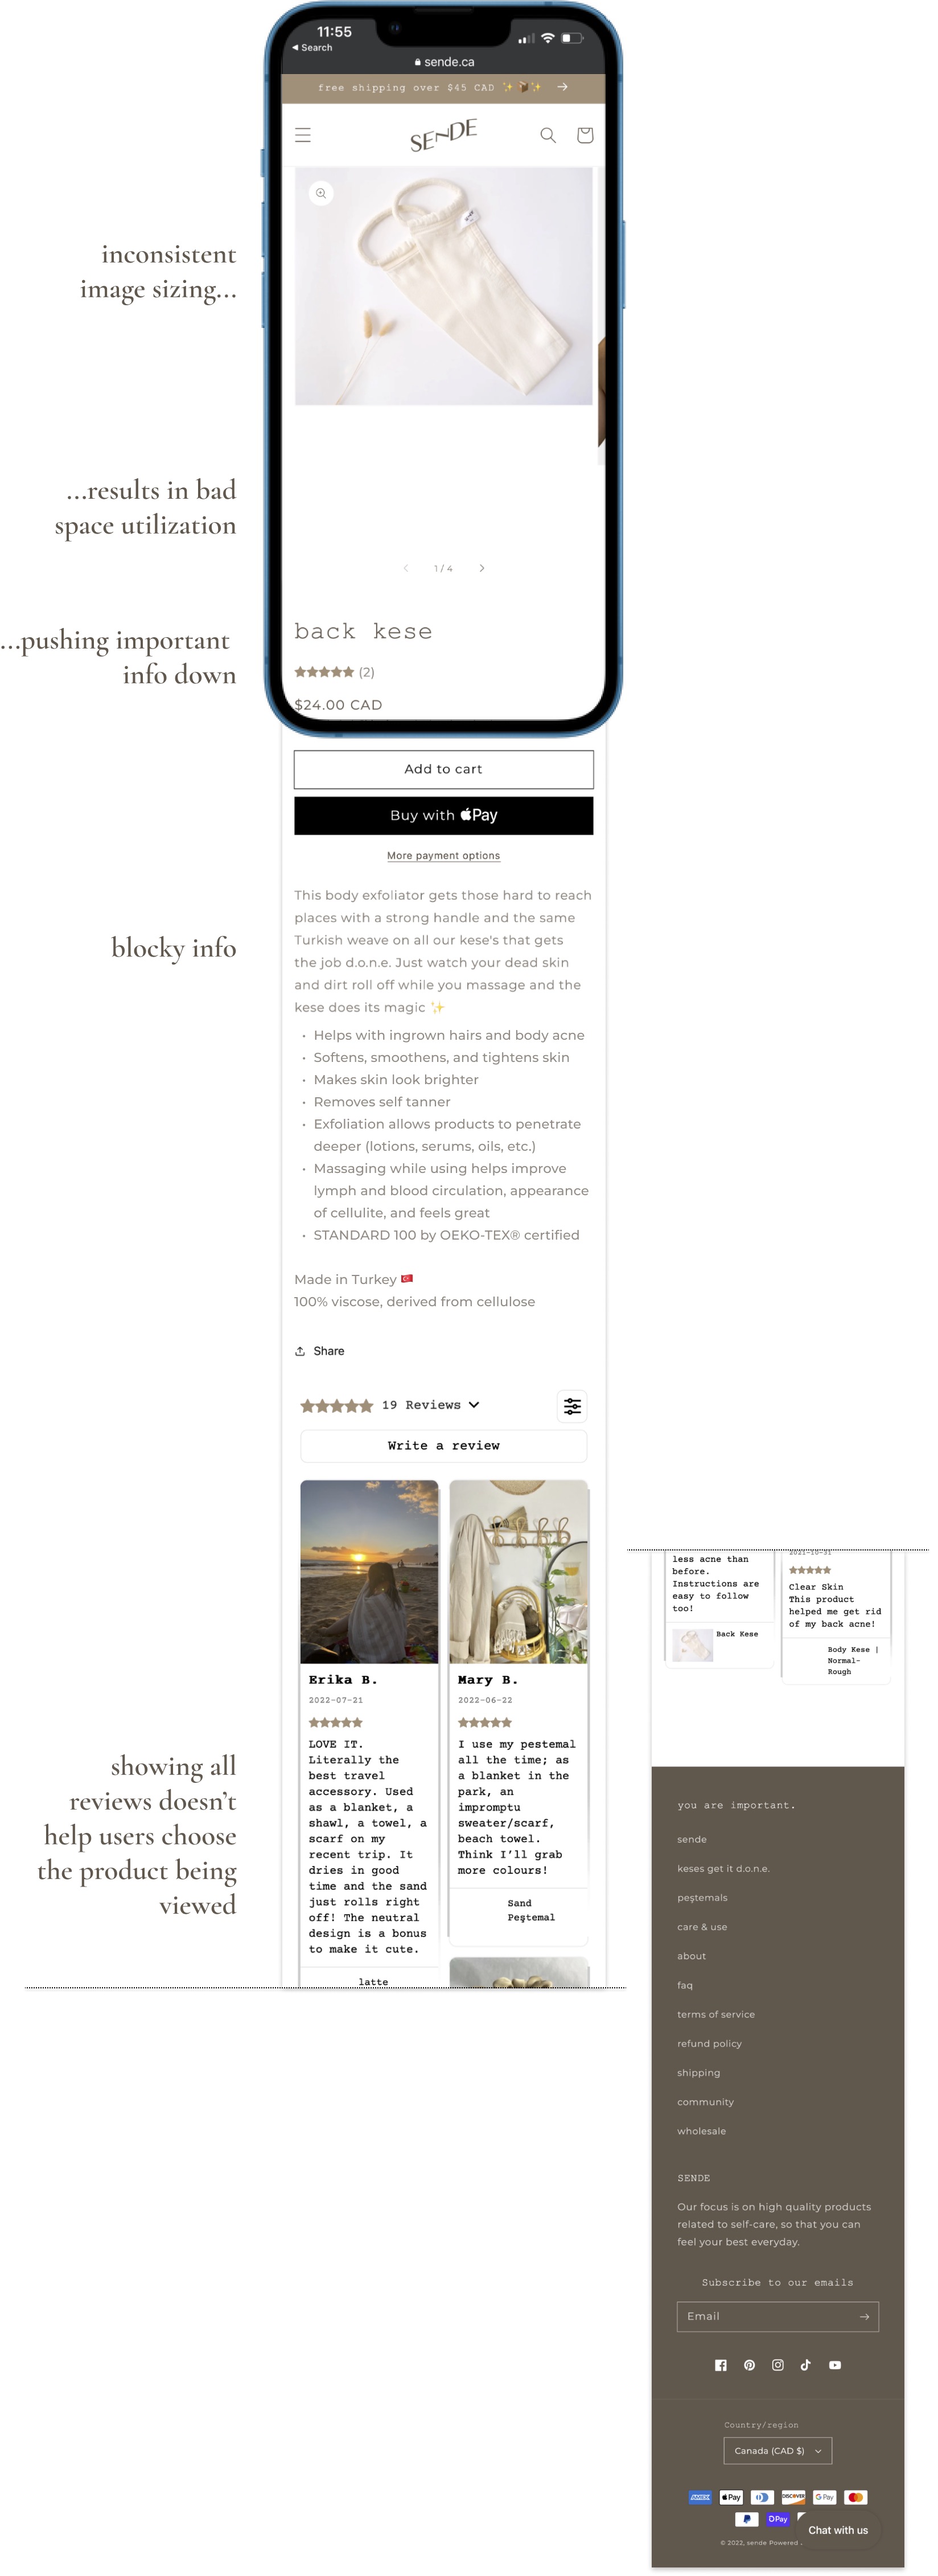 11:55
Search
sende.ca
free shipping over $45 CAD ✨ 📦✨ →
SENDE
inconsistent
image sizing...
...results in bad
space utilization
1 / 4
...pushing important
info down
back kese
(2)
$24.00 CAD
Add to cart
Buy with Pay
More payment options
blocky info
This body exfoliator gets those hard to reach
places with a strong handle and the same
Turkish weave on all our kese's that gets
the job d.o.n.e. Just watch your dead skin
and dirt roll off while you massage and the
kese does its magic ✨
• Helps with ingrown hairs and body acne
• Softens, smoothens, and tightens skin
• Makes skin look brighter
• Removes self tanner
• Exfoliation allows products to penetrate
deeper (lotions, serums, oils, etc.)
• Massaging while using helps improve
lymph and blood circulation, appearance
of cellulite, and feels great
• STANDARD 100 by OEKO-TEX® certified
Made in Turkey 🇹🇷
100% viscose, derived from cellulose
Share
19 Reviews
Write a review
showing all
reviews doesn't
help users choose
the product being
viewed
Erika B.
2022-07-21
LOVE IT.
Literally the
best travel
accessory. Used
as a blanket, a
shawl, a towel, a
scarf on my
recent trip. It
dries in good
time and the sand
just rolls right
off! The neutral
design is a bonus
to make it cute.
latte
Mary B.
2022-06-22
I use my pestemal
all the time; as
a blanket in the
park, an
impromptu
sweater/scarf,
beach towel.
Think I'll grab
more colours!
Sand
Peştemal
less acne than
before.
Instructions are
easy to follow
too!
Back Kese
2021-10-31
Clear Skin
This product
helped me get rid
of my back acne!
Body Kese |
Normal-
Rough
you are important.
sende
keses get it d.o.n.e.
peştemals
care & use
about
faq
terms of service
refund policy
shipping
community
wholesale
SENDE
Our focus is on high quality products
related to self-care, so that you can
feel your best everyday.
Subscribe to our emails
Email
Country/region
Canada (CAD $)
AMEX
Pay
DISCOVER
G Pay
OPay
Chat with us
© 2022, sende Powered